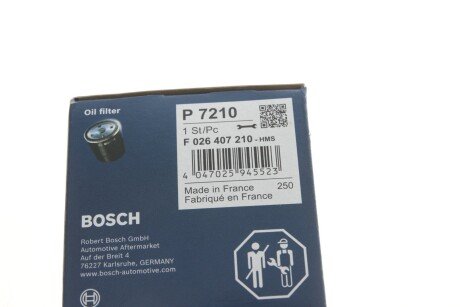 Oil filter
P 7210
1 St/Pc
F 026 407 210 -HMS
4 047025 945523
Made in France 250
Fabriqué en France
BOSCH
Robert Bosch GmbH
Automotive Aftermarket
Auf der Breit 4
76227 Karlsruhe, GERMANY
www.bosch-automotive.com